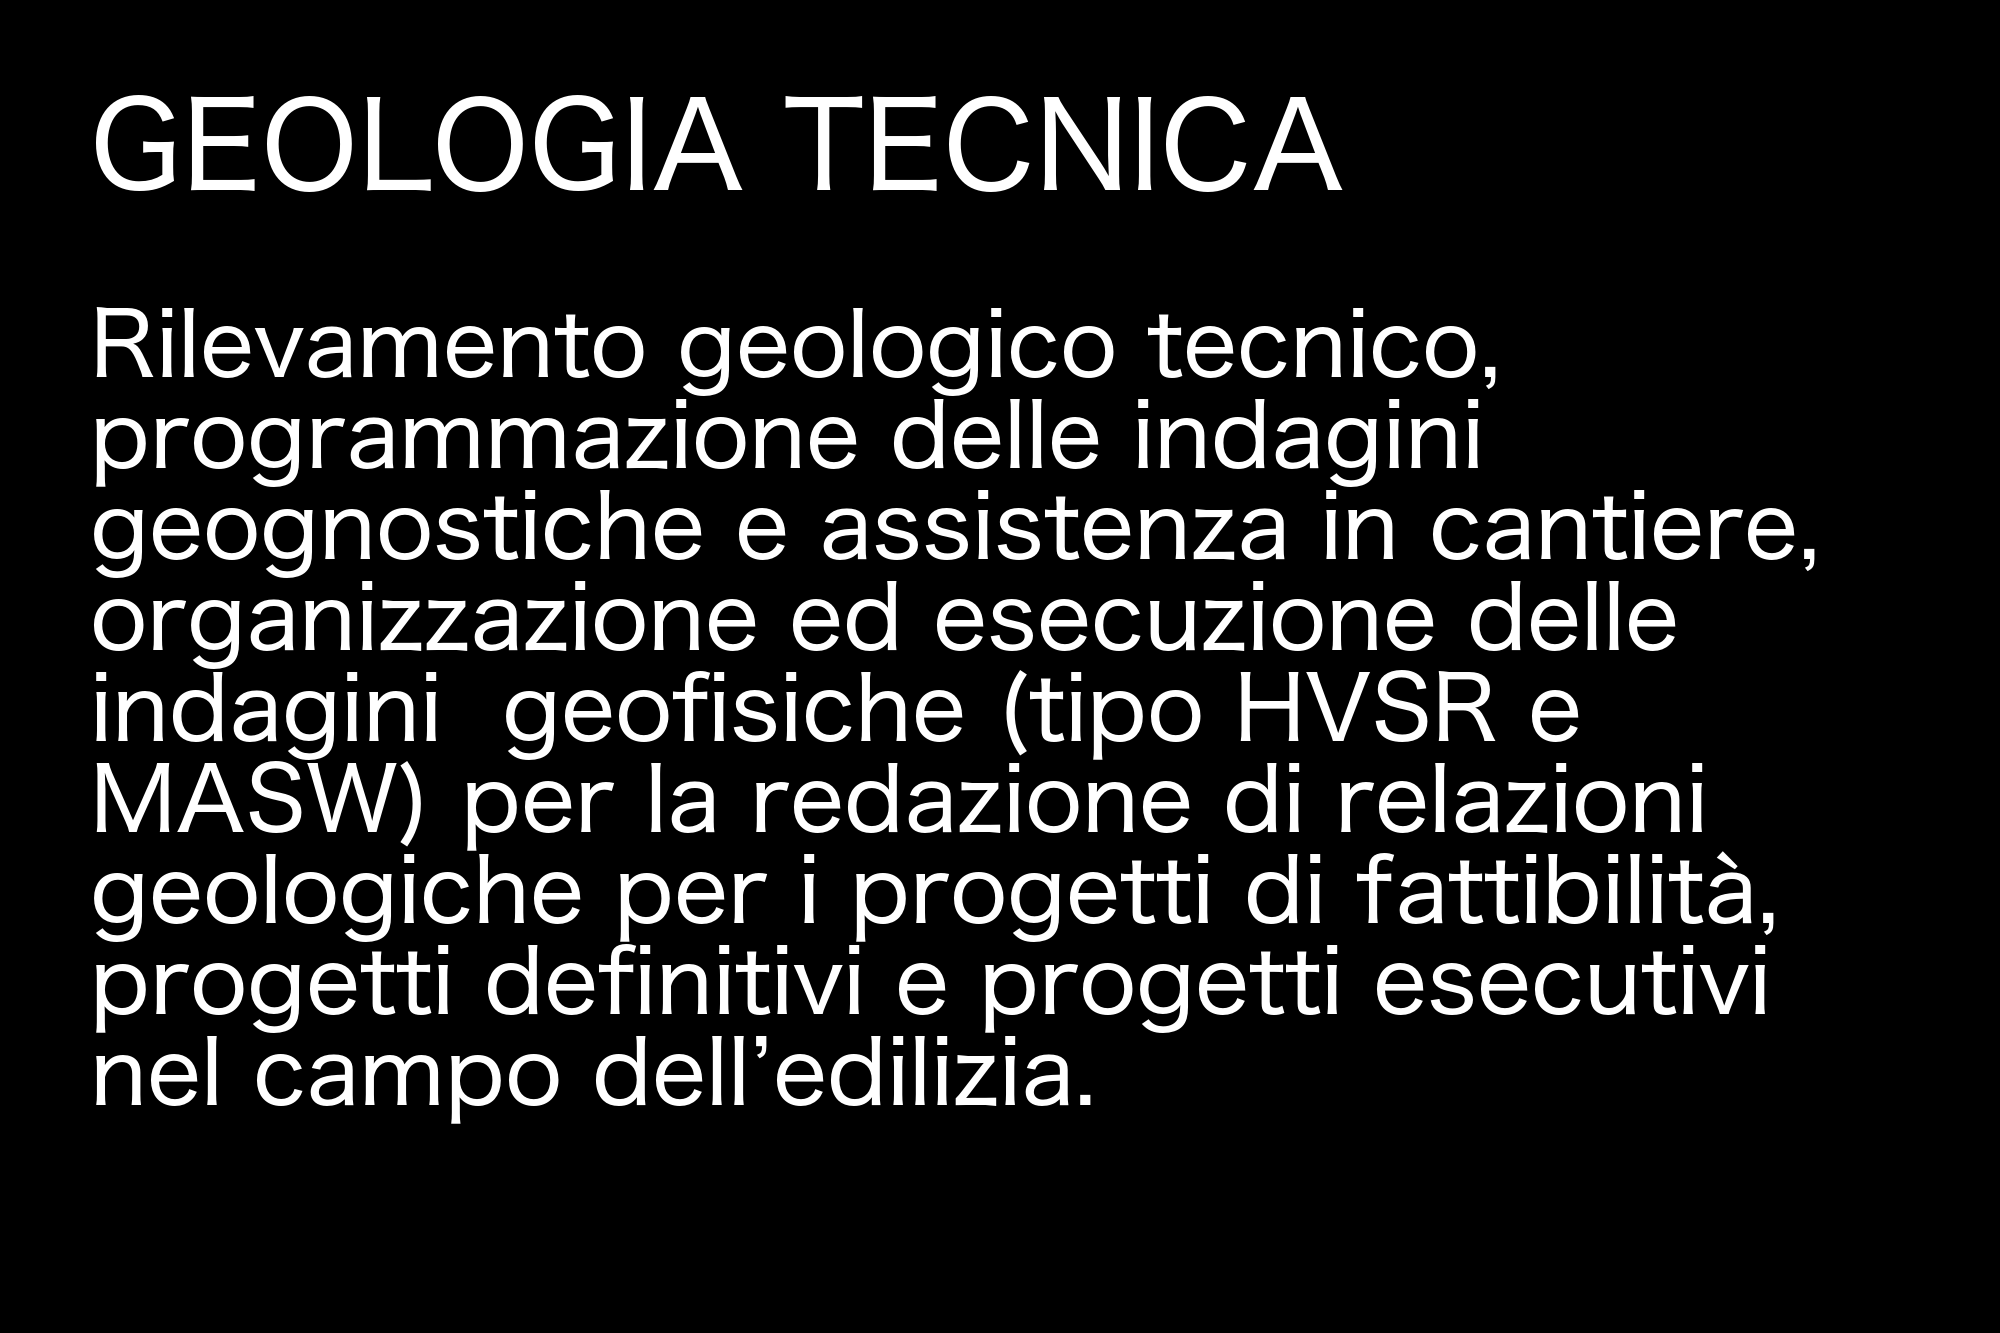 GEOLOGIA TECNICA
Rilevamento geologico tecnico,
programmazione delle indagini
geognostiche e assistenza in cantiere,
organizzazione ed esecuzione delle
indagini  geofisiche (tipo HVSR e
MASW) per la redazione di relazioni
geologiche per i progetti di fattibilità,
progetti definitivi e progetti esecutivi
nel campo dell’edilizia.